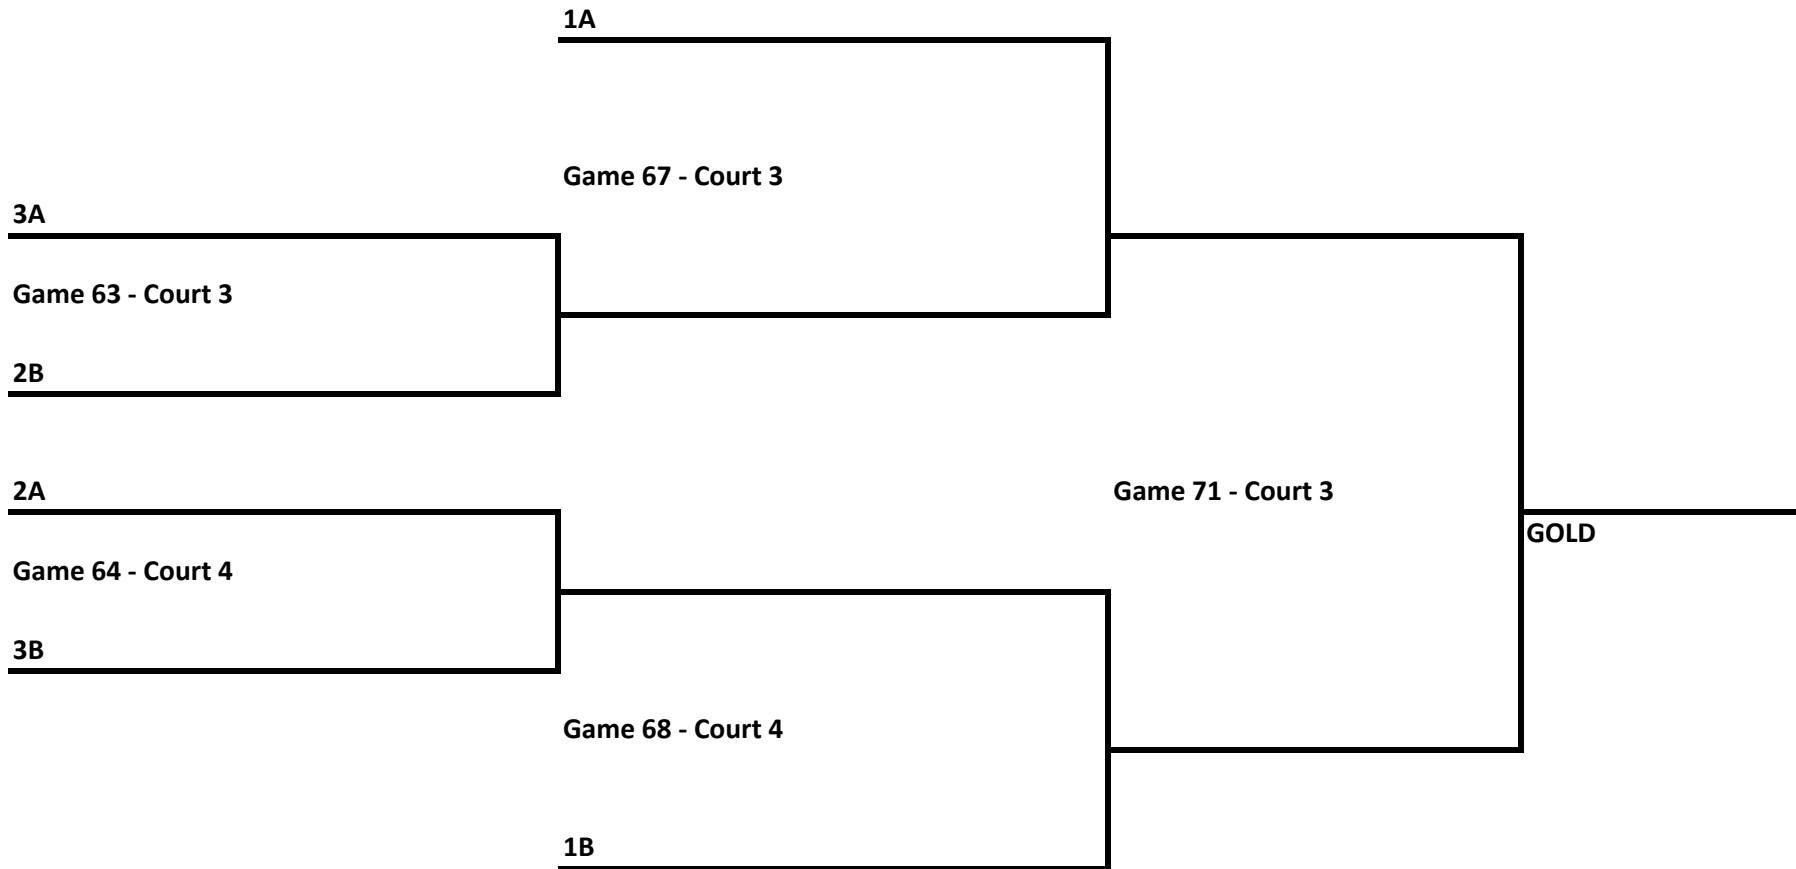 1A
Game 67 - Court 3
3A
Game 63 - Court 3
2B
2A
Game 71 - Court 3
GOLD
Game 64 - Court 4
3B
Game 68 - Court 4
1B